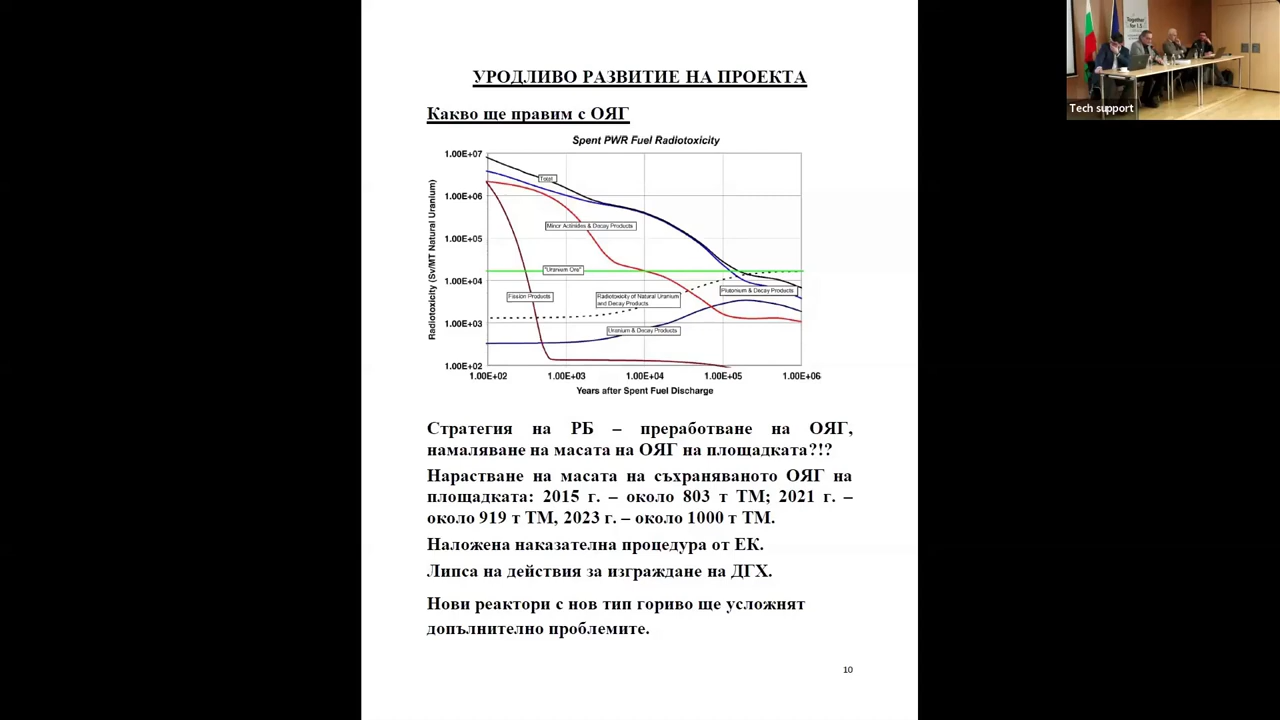 УРОДЛИВО РАЗВИТИЕ НА ПРОЕКТА
Какво ще правим с ОЯГ
Spent PWR Fuel Radiotoxicity
Radiotoxicity (Sv/MT Natural Uranium)
1.00E+07
1.00E+06
1.00E+05
1.00E+04
1.00E+03
1.00E+02
Total
Minor Actinides & Decay Products
"Uranium Ore"
Fission Products
Radiotoxicity of Natural Uranium
and Decay Products
Plutonium & Decay Products
Uranium & Decay Products
1.00E+02 1.00E+03 1.00E+04 1.00E+05 1.00E+06
Years after Spent Fuel Discharge
Стратегия на РБ – преработване на ОЯГ,
намаляване на масата на ОЯГ на площадката?!?
Нарастване на масата на съхраняваното ОЯГ на
площадката: 2015 г. – около 803 т ТМ; 2021 г. –
около 919 т ТМ, 2023 г. – около 1000 т ТМ.
Наложена наказателна процедура от ЕК.
Липса на действия за изграждане на ДГХ.
Нови реактори с нов тип гориво ще усложнят
допълнително проблемите.
10
Together
for 1.5
Tech support